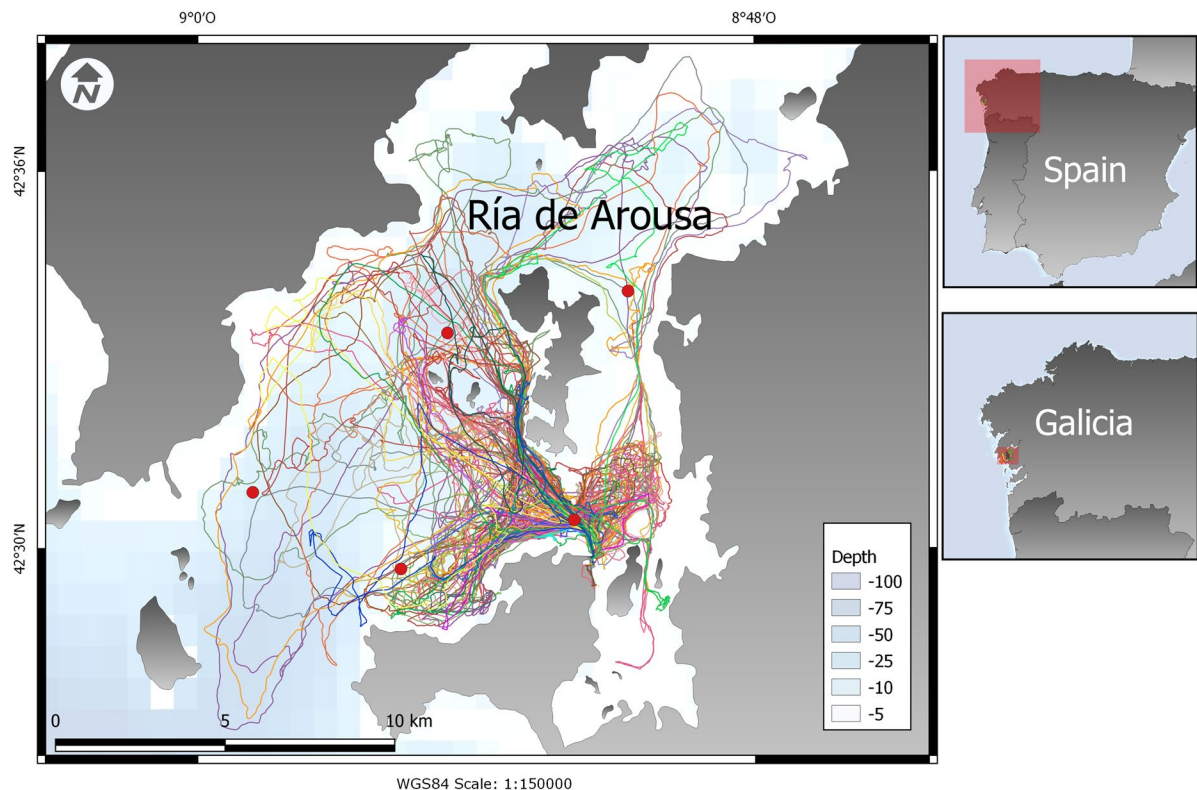 9°0′O
8°48′O
N
42°36′N
Ría de Arousa
Spain
Galicia
42°30′N
Depth
-100
-75
-50
-25
-10
-5
0
5
10 km
WGS84 Scale: 1:150000